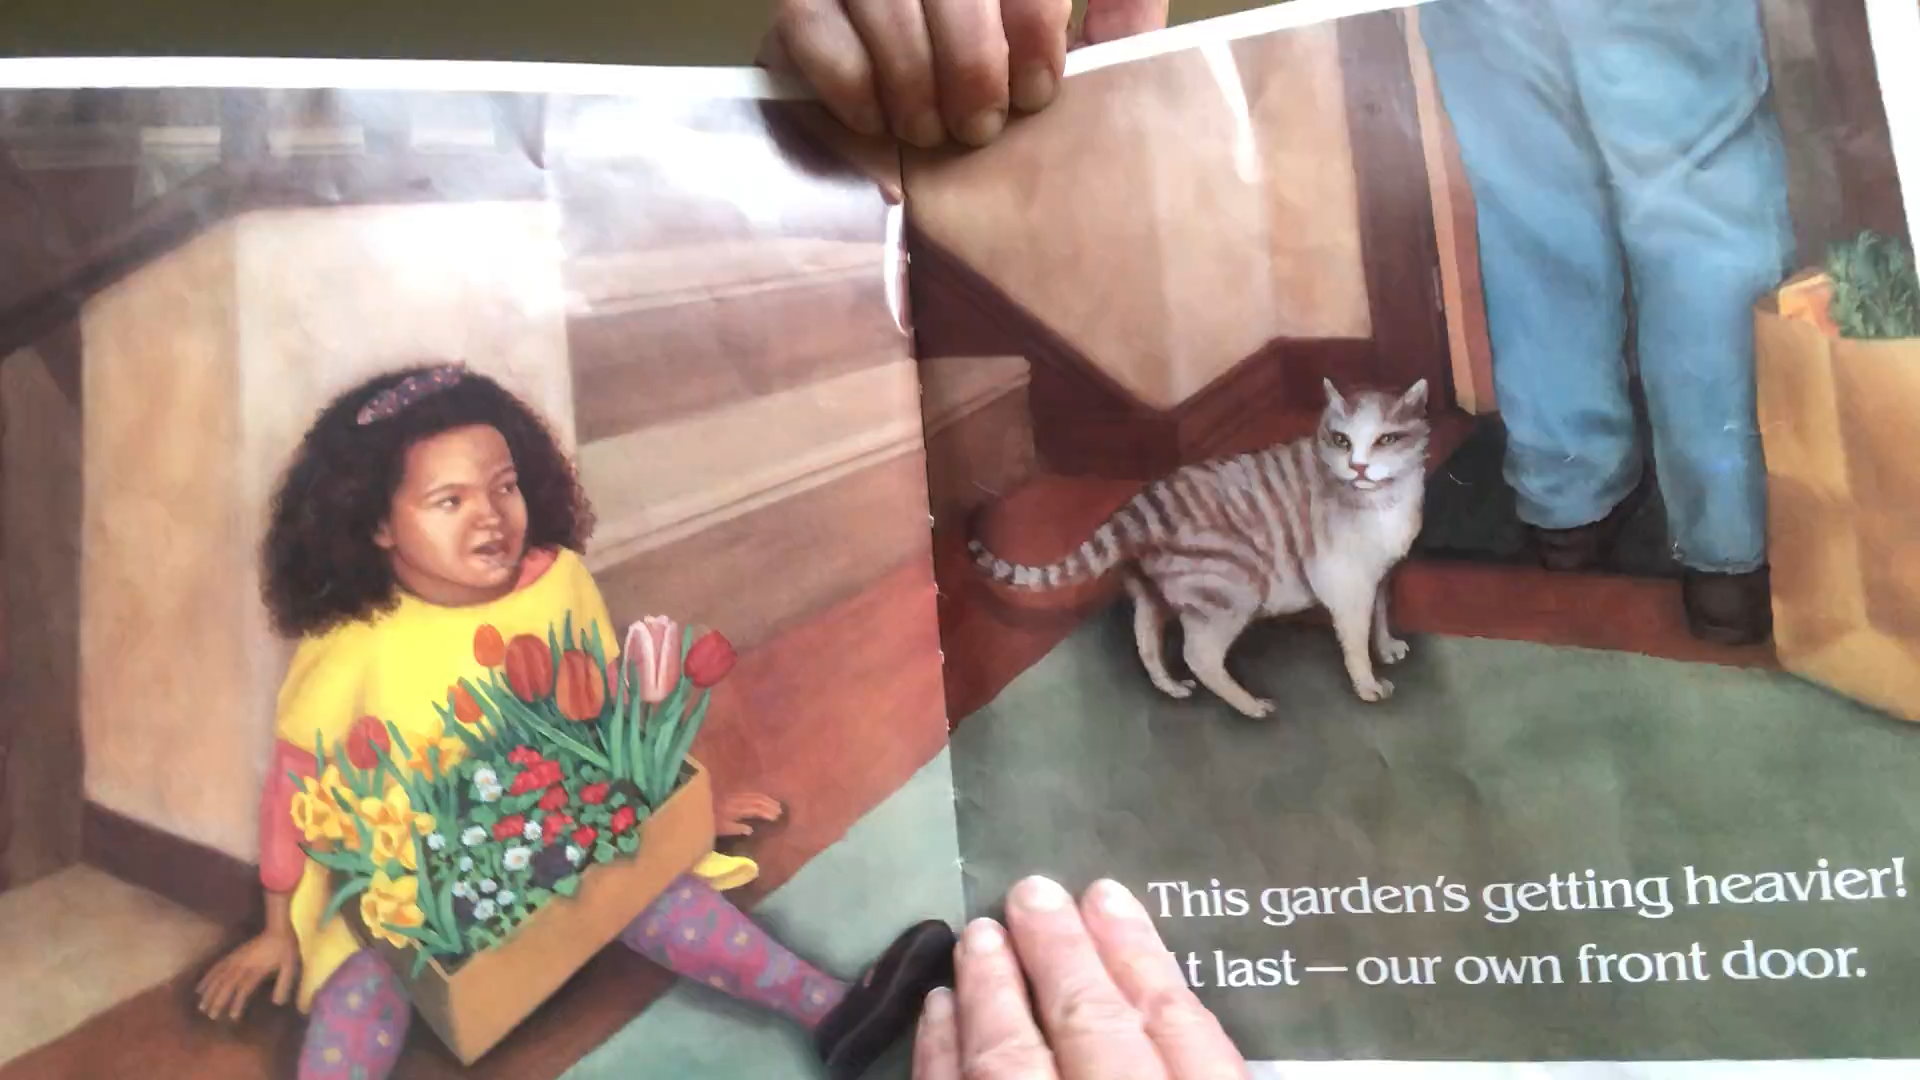 This garden's getting heavier!
t last—our own front door.